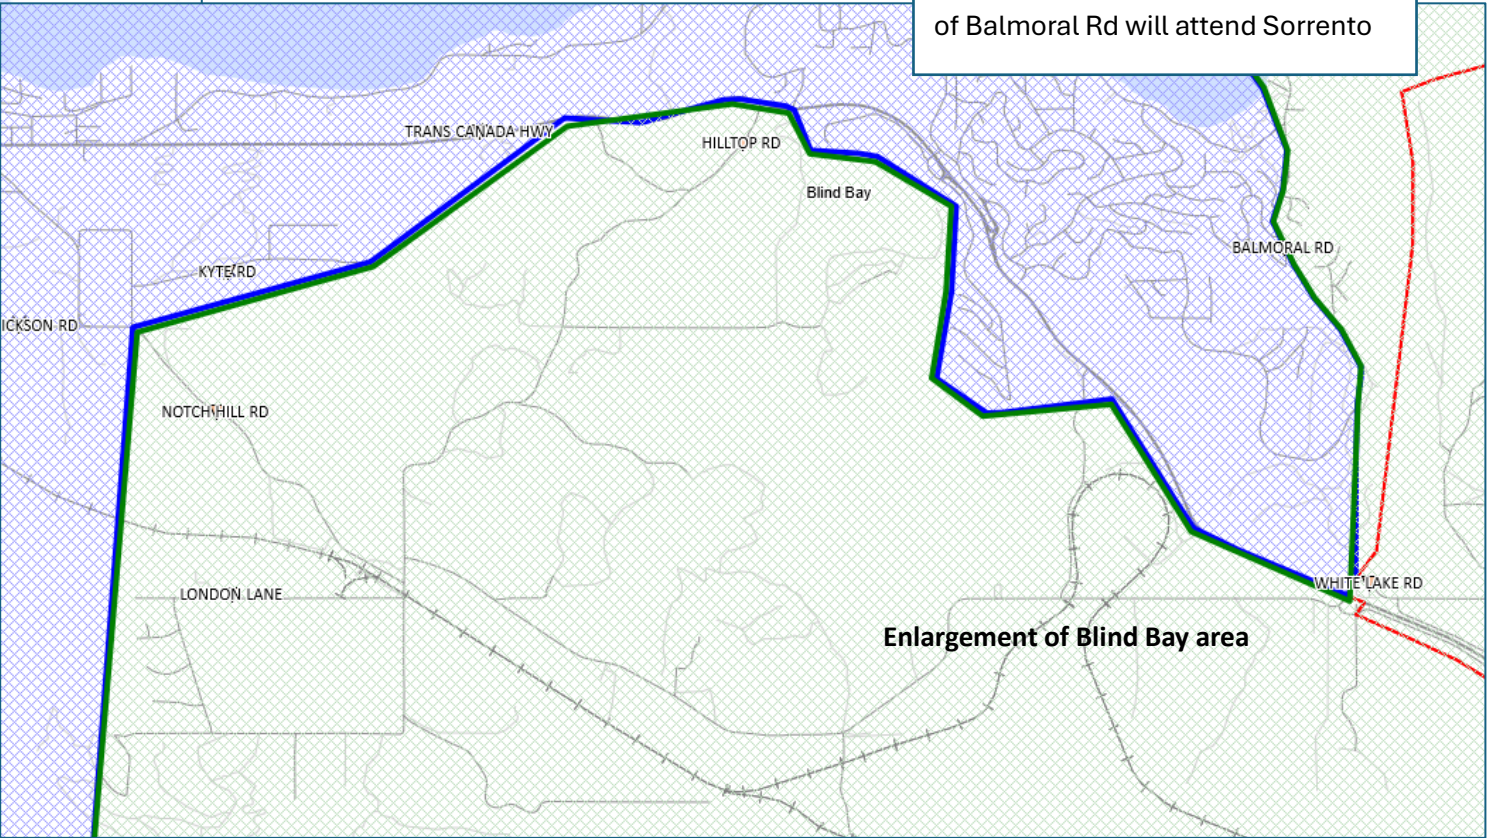 of Balmoral Rd will attend Sorrento
TRANS CANADA HWY
HILLTOP RD
Blind Bay
BALMORAL RD
KYTE RD
ICKSON RD
NOTCH HILL RD
WHITE LAKE RD
LONDON LANE
Enlargement of Blind Bay area